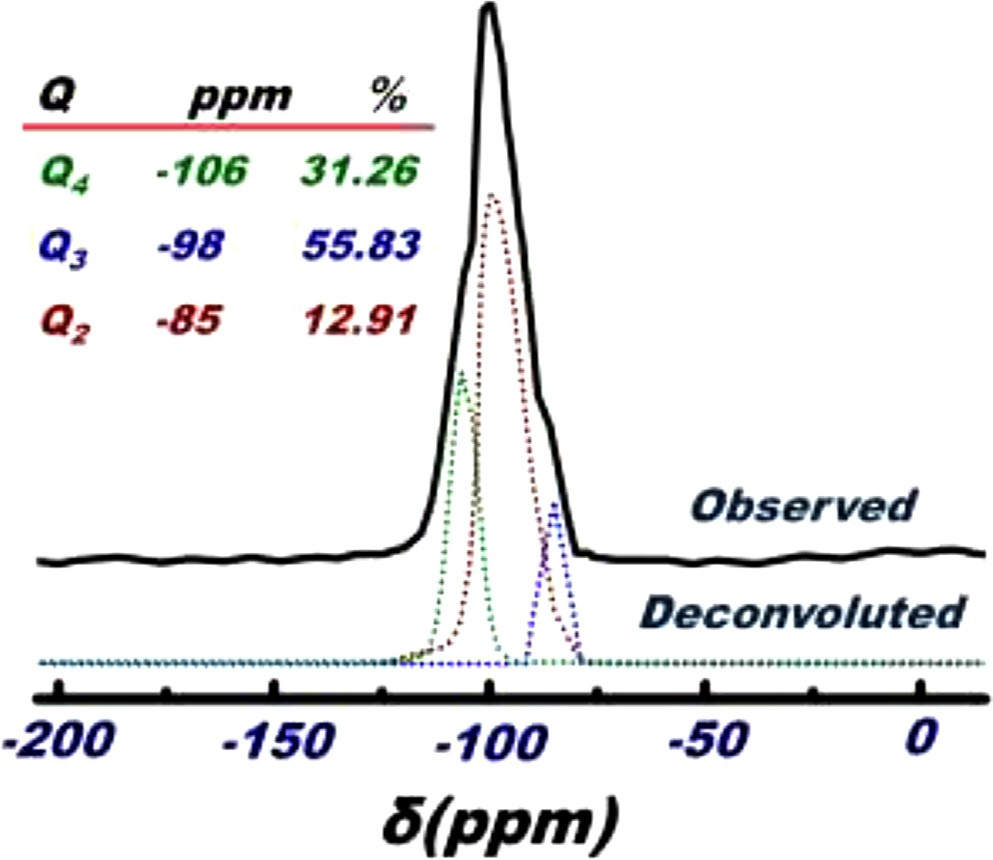 Q ppm %
Q4 -106 31.26
Q3 -98 55.83
Q2 -85 12.91
Observed
Deconvoluted
-200 -150 -100 -50 0
δ(ppm)